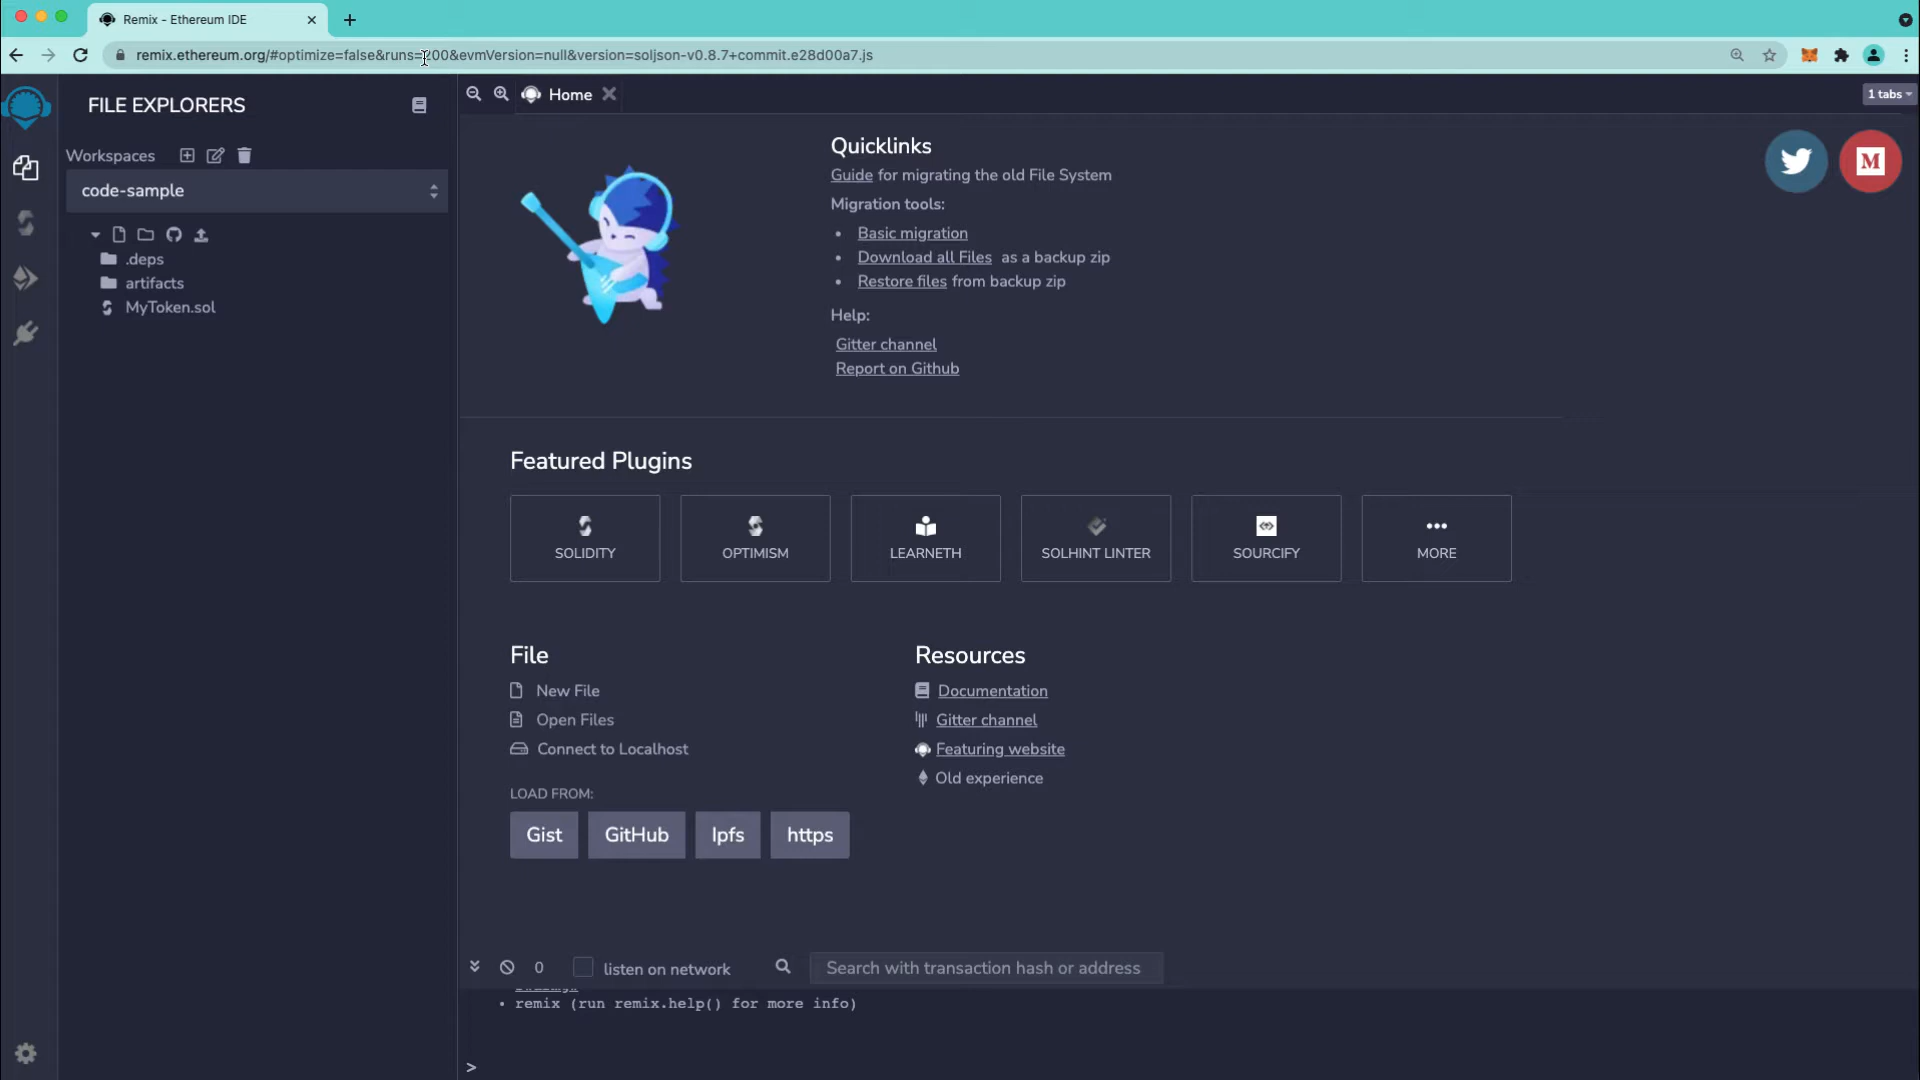 Remix - Ethereum IDE
remix.ethereum.org/#optimize=false&runs=200&evmVersion=null&version=soljson-v0.8.7+commit.e28d00a7.js
FILE EXPLORERS
Home
1 tabs
Workspaces
code-sample
.deps
artifacts
MyToken.sol
Quicklinks
Guide for migrating the old File System
Migration tools:
• Basic migration
• Download all Files as a backup zip
• Restore files from backup zip
Help:
Gitter channel
Report on Github
M
Featured Plugins
SOLIDITY
OPTIMISM
LEARNETH
SOLHINT LINTER
SOURCIFY
MORE
File
New File
Open Files
Connect to Localhost
LOAD FROM:
Gist
GitHub
Ipfs
https
Resources
Documentation
Gitter channel
Featuring website
Old experience
0
listen on network
Search with transaction hash or address
• remix (run remix.help() for more info)
>